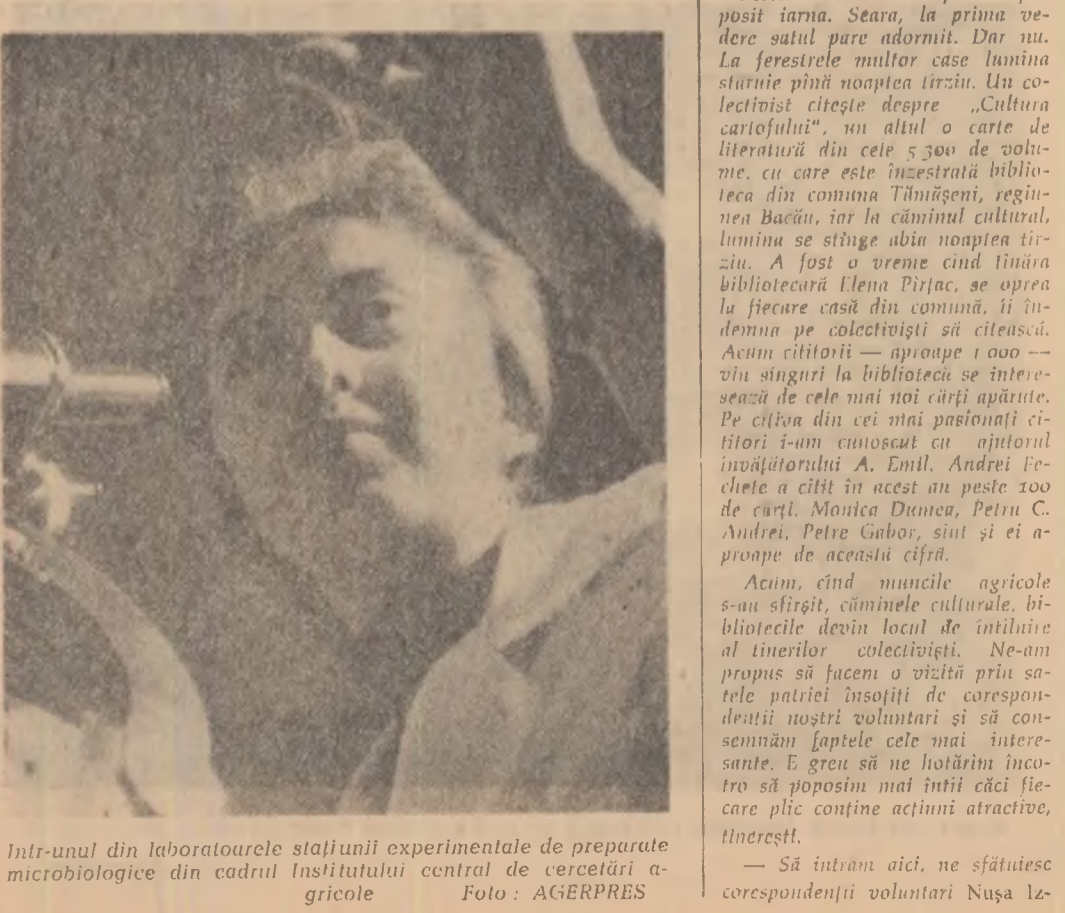 Intr-unul din laboratoarele stațiunii experimentale de preparate
microbiologice din cadrul Institutului central de cercetări a-
gricole Foto : AGERPRES
posit iarna. Seara, la prima ve-
dere satul pare adormit. Dar nu.
La ferestrele multor case lumina
stăruie pînă noaptea tîrziu. Un co-
lectivist citește despre „Cultura
cartofului", un altul o carte de
literatură din cele 5 300 de volu-
me, cu care este înzestrată biblio-
teca din comuna Tămășeni, regiu-
nea Bacău, iar la căminul cultural,
lumina se stinge abia noaptea tîr-
ziu. A fost o vreme cînd tînăra
bibliotecară Elena Pîrțac, se oprea
la fiecare casă din comună, îi în-
demna pe colectiviști să citească.
Acum cititorii — aproape 1 000 —
vin singuri la bibliotecă se intere-
sează de cele mai noi cărți apărute.
Pe cîțiva din cei mai pasionați ci-
titori i-am cunoscut cu ajutorul
învățătorului A. Emil. Andrei Fe-
chete a citit în acest an peste 100
de cărți. Monica Dumea, Petru C.
Andrei, Petre Gabor, sînt și ei a-
proape de această cifră.
Acum, cînd muncile agricole
s-au sfîrșit, căminele culturale, bi-
bliotecile devin locul de întîlnire
al tinerilor colectiviști. Ne-am
propus să facem o vizită prin sa-
tele patriei însoțiți de corespon-
denții noștri voluntari și să con-
semnăm faptele cele mai intere-
sante. E greu să ne hotărîm înco-
tro să poposim mai întîi căci fie-
care plic conține acțiuni atractive,
tinerești.
— Să intrăm aici, ne sfătuiesc
corespondenții voluntari Nușa Iz-